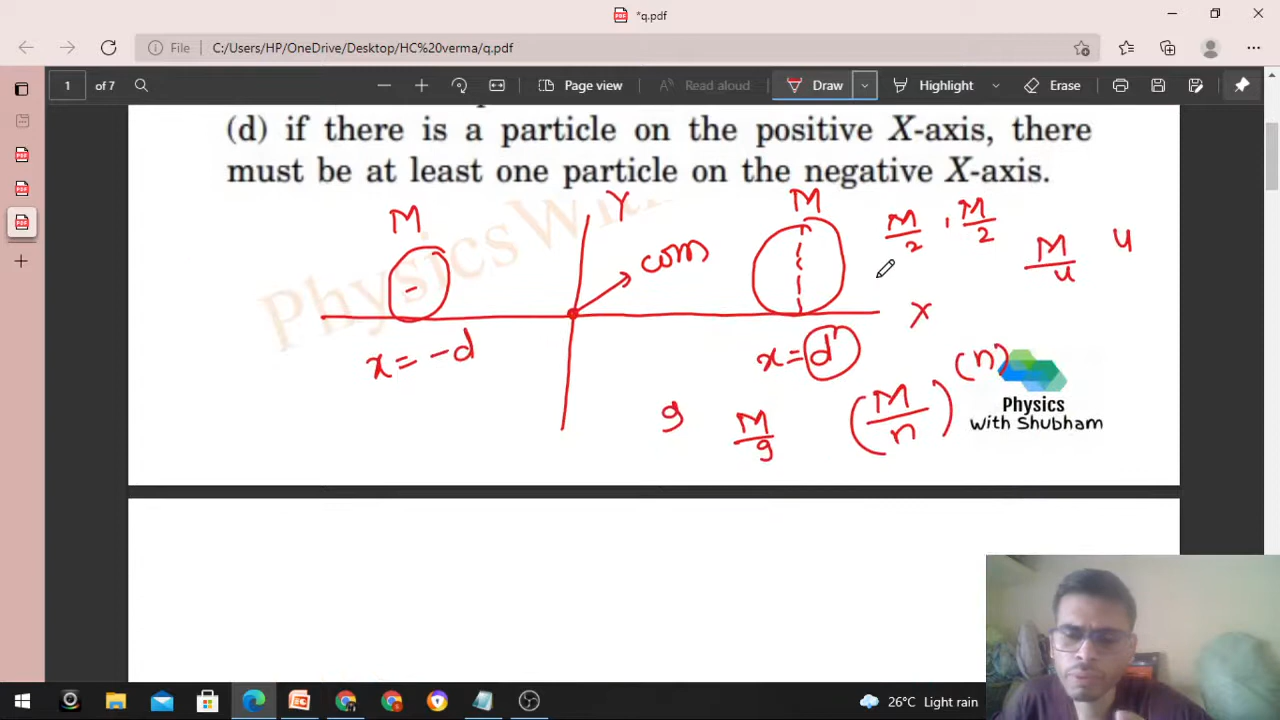 *q.pdf
File C:/Users/HP/OneDrive/Desktop/HC%20verma/q.pdf
1 of 7 Page view Read aloud Draw Highlight Erase
(d) if there is a particle on the positive X-axis, there
must be at least one particle on the negative X-axis.
M Y M M/2 , M/2 M/4 4
com
X
x = -d x = d
9 M/9 (M/n) (n)
Physics
With Shubham
26°C Light rain